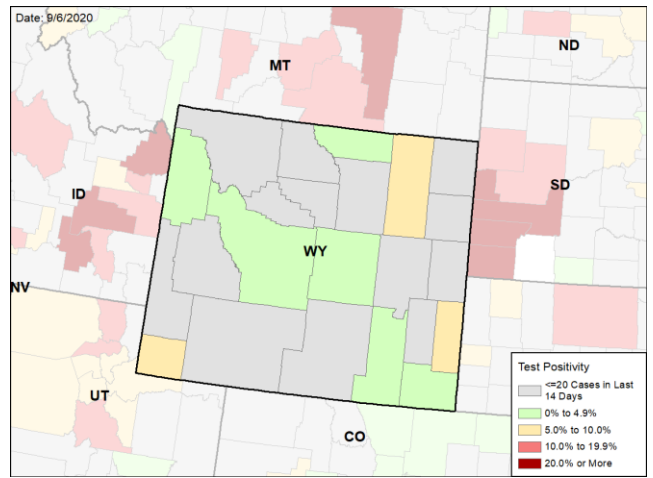 Date: 9/6/2020
ND
MT
SD
ID
WY
NV
UT
CO
Test Positivity
<=20 Cases in Last
14 Days
0% to 4.9%
5.0% to 10.0%
10.0% to 19.9%
20.0% or More